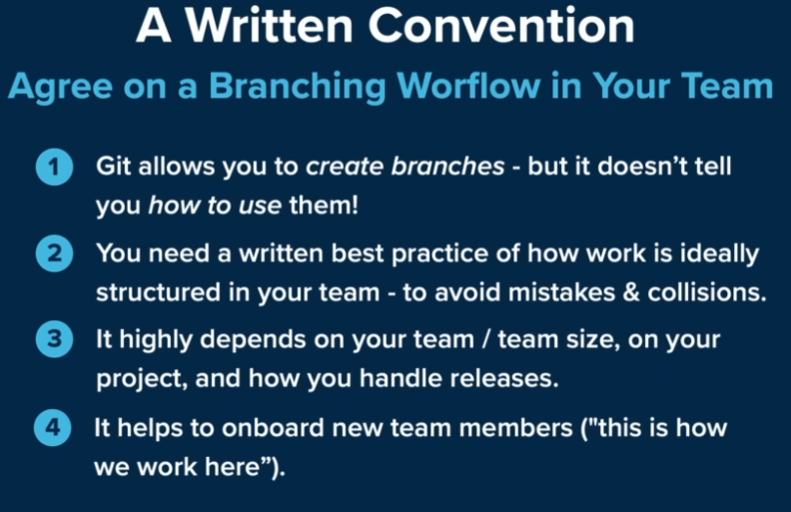 A Written Convention
Agree on a Branching Worflow in Your Team
1 Git allows you to create branches - but it doesn't tell
you how to use them!
2 You need a written best practice of how work is ideally
structured in your team - to avoid mistakes & collisions.
3 It highly depends on your team / team size, on your
project, and how you handle releases.
4 It helps to onboard new team members ("this is how
we work here”).